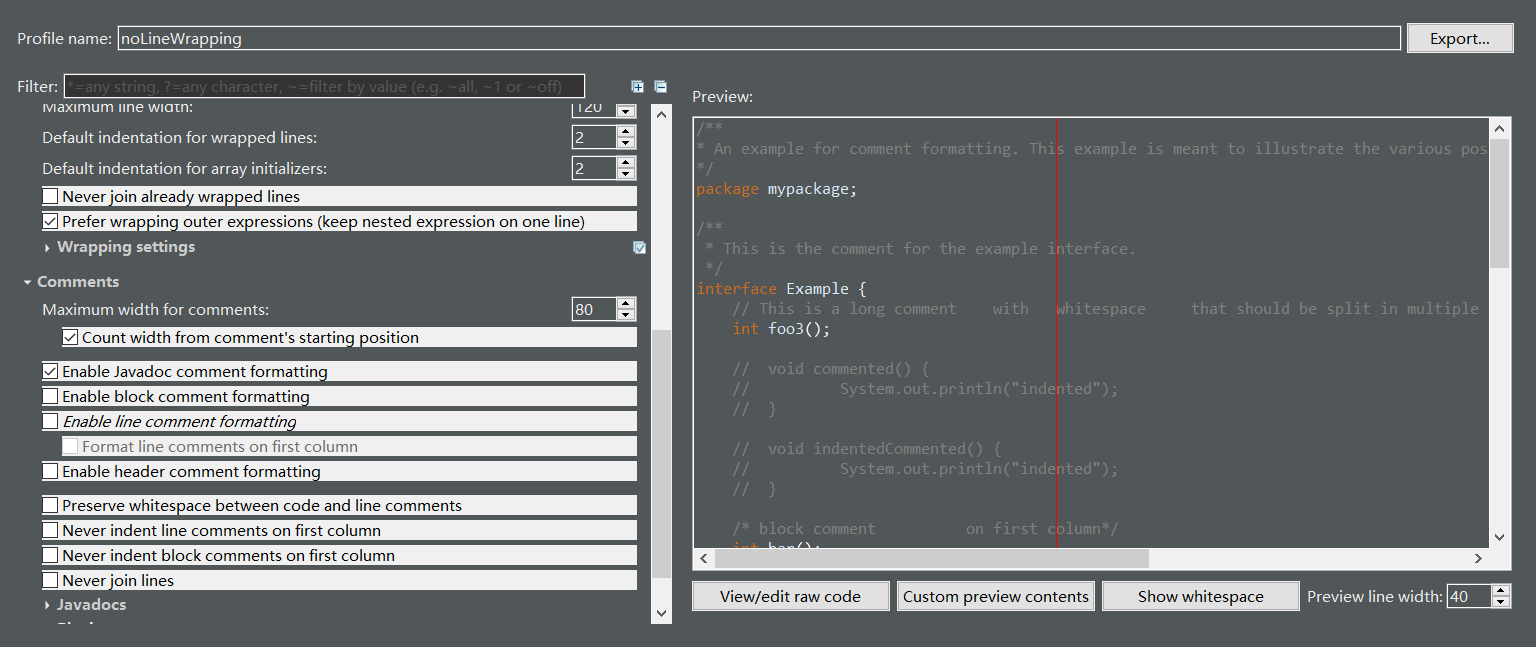 Profile name: noLineWrapping Export...
Filter: *=any string, ?=any character, ~=filter by value (e.g. ~all, ~1 or ~off)
Maximum line width: 120
Default indentation for wrapped lines: 2
Default indentation for array initializers: 2
Never join already wrapped lines
Prefer wrapping outer expressions (keep nested expression on one line)
Wrapping settings
Comments
Maximum width for comments: 80
Count width from comment's starting position
Enable Javadoc comment formatting
Enable block comment formatting
Enable line comment formatting
Format line comments on first column
Enable header comment formatting
Preserve whitespace between code and line comments
Never indent line comments on first column
Never indent block comments on first column
Never join lines
Javadocs
Preview:
/**
* An example for comment formatting. This example is meant to illustrate the various pos
*/
package mypackage;
/**
* This is the comment for the example interface.
*/
interface Example {
// This is a long comment    with   whitespace     that should be split in multiple
int foo3();
//  void commented() {
//          System.out.println("indented");
//  }
//  void indentedCommented() {
//          System.out.println("indented");
//  }
/* block comment          on first column*/
int bar();
View/edit raw code Custom preview contents Show whitespace Preview line width: 40